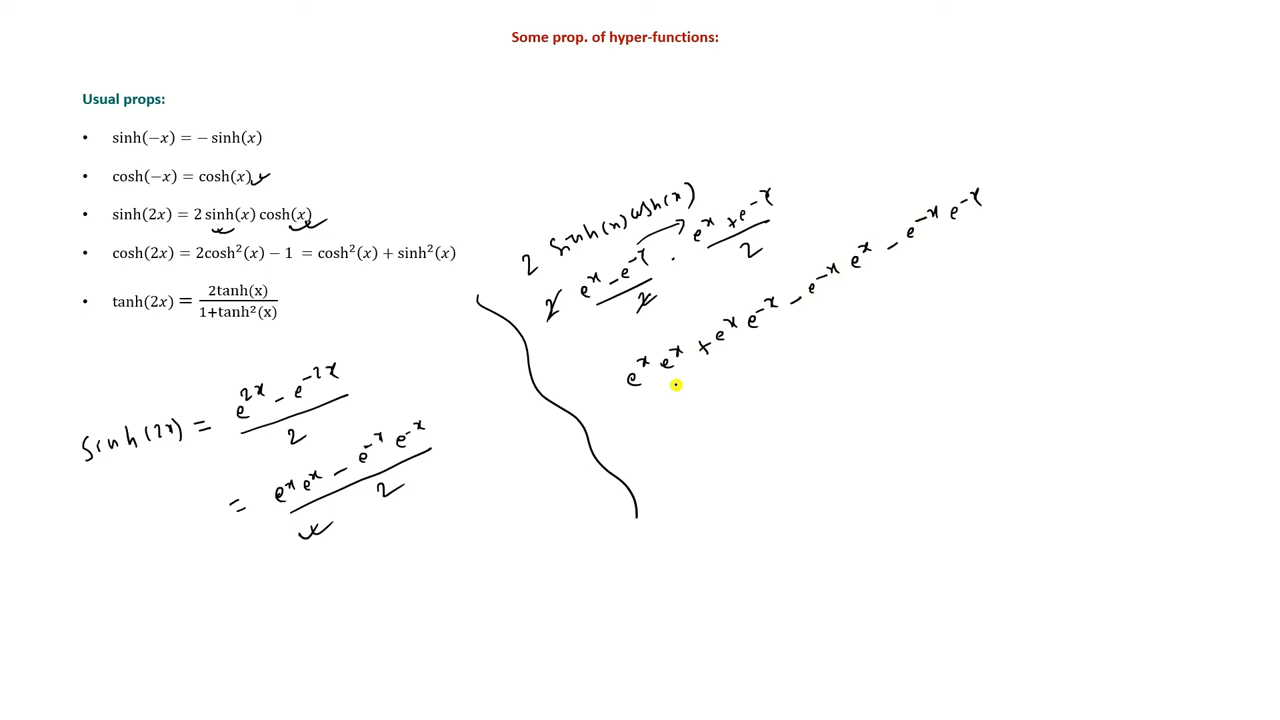 Some prop. of hyper-functions:
Usual props:
• sinh(−x) = − sinh(x)
• cosh(−x) = cosh(x)
• sinh(2x) = 2 sinh(x) cosh(x)
• cosh(2x) = 2cosh²(x) − 1 = cosh²(x) + sinh²(x)
• tanh(2x) = 2tanh(x) / 1+tanh²(x)
sinh(2x) = e^2x − e^−2x / 2
= e^x e^x − e^−x e^−x / 2
2 sinh(x) cosh(x)
2 e^x − e^−x / 2 · e^x + e^−x / 2
e^x e^x + e^x e^−x − e^−x e^x − e^−x e^−x